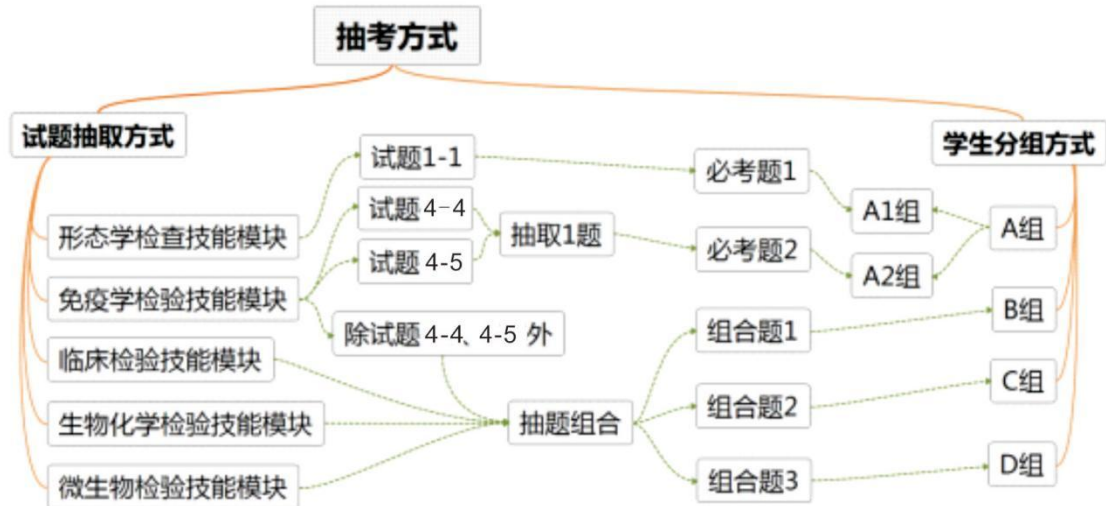 抽考方式
试题抽取方式
学生分组方式
试题1-1
必考题1
试题 4-4
A1组
形态学检查技能模块
抽取1题
A组
试题 4-5
必考题2
A2组
免疫学检验技能模块
B组
除试题 4-4、4-5 外
组合题1
临床检验技能模块
C组
组合题2
生物化学检验技能模块
抽题组合
D组
组合题3
微生物检验技能模块